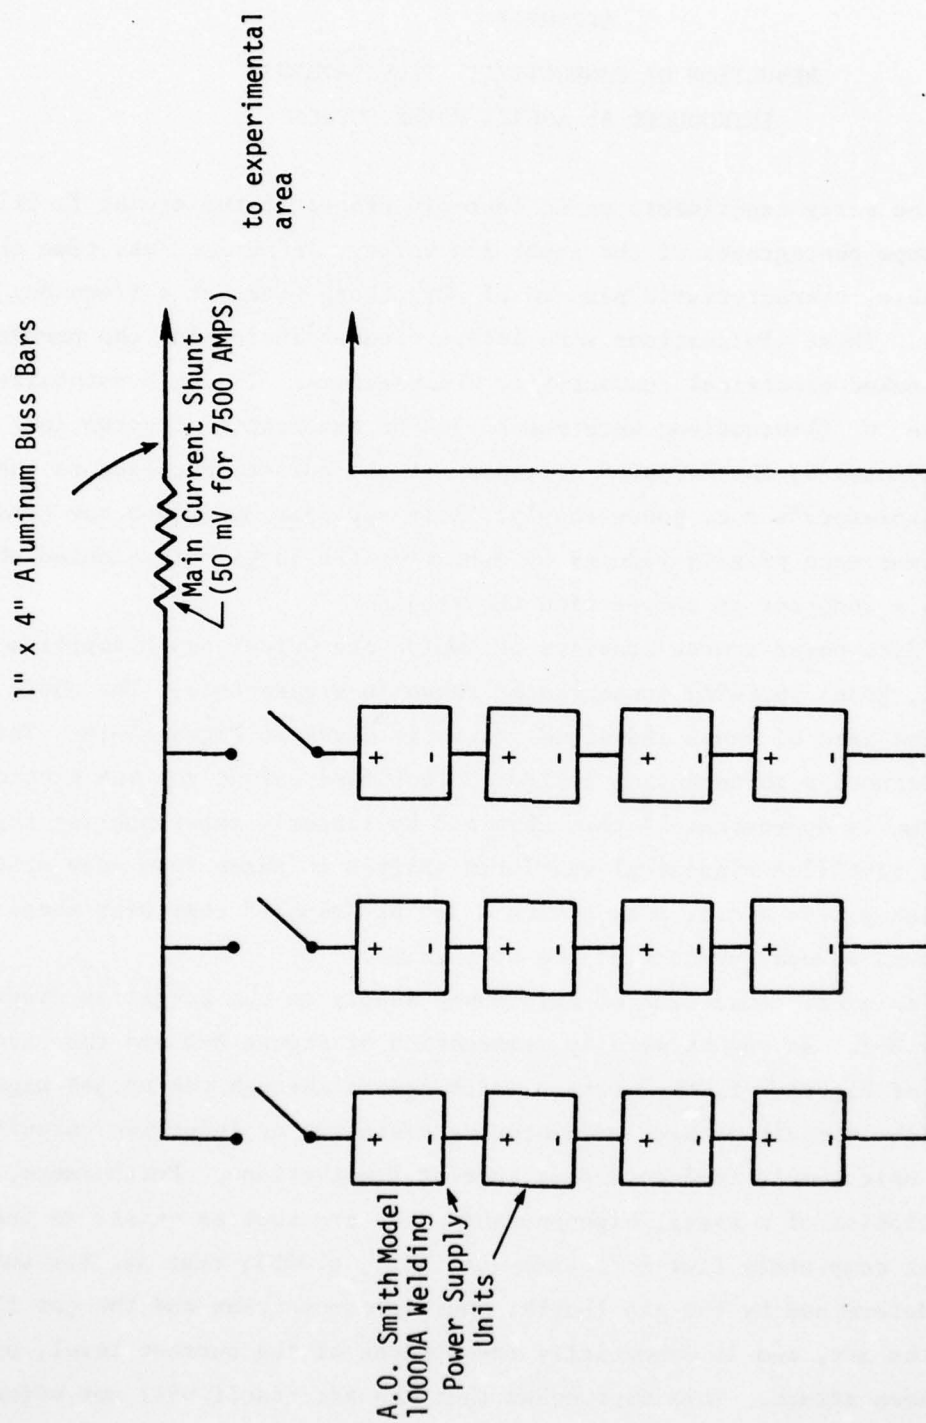 1" x 4" Aluminum Buss Bars
Main Current Shunt
(50 mV for 7500 AMPS)
to experimental
area
A.O. Smith Model
10000A Welding
Power Supply
Units
+ + +
- - -
+ + +
- - -
+ + +
- - -
+ + +
- - -